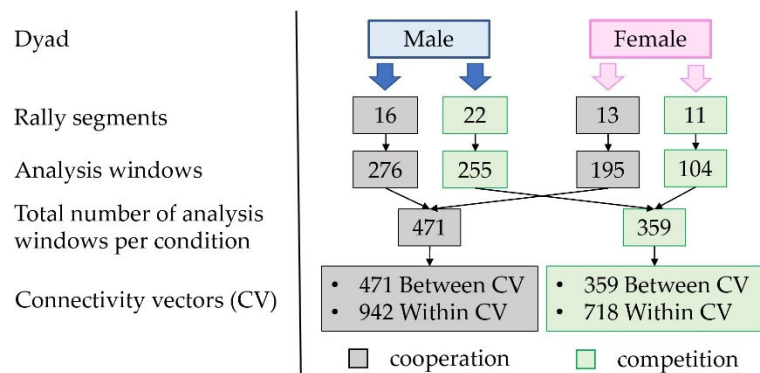 Dyad Male Female
Rally segments 16 22 13 11
Analysis windows 276 255 195 104
Total number of analysis
windows per condition 471 359
Connectivity vectors (CV)
• 471 Between CV
• 942 Within CV
• 359 Between CV
• 718 Within CV
cooperation competition